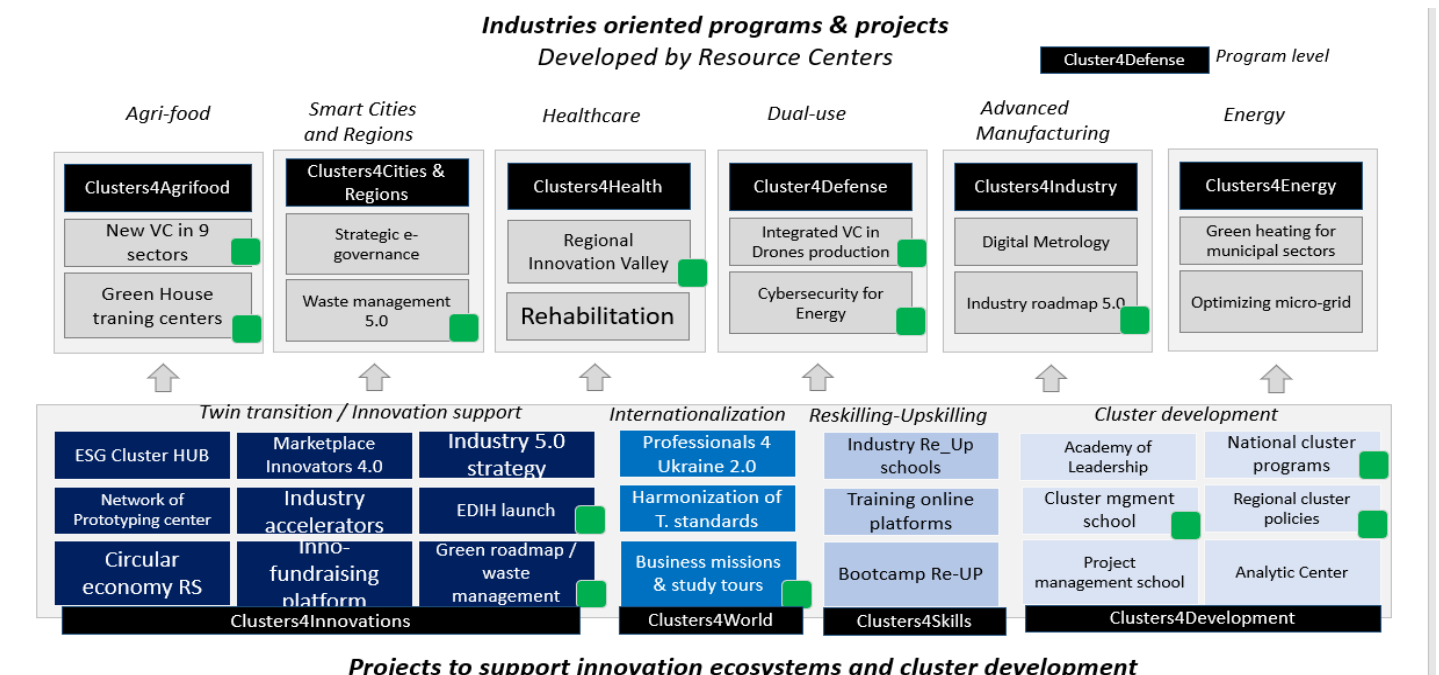 Industries oriented programs & projects
Developed by Resource Centers
Cluster4Defense
Program level
Agri-food
Smart Cities
and Regions
Healthcare
Dual-use
Advanced
Manufacturing
Energy
Clusters4Agrifood
New VC in 9
sectors
Green House
traning centers
Clusters4Cities &
Regions
Strategic e-
governance
Waste management
5.0
Clusters4Health
Regional
Innovation Valley
Rehabilitation
Cluster4Defense
Integrated VC in
Drones production
Cybersecurity for
Energy
Clusters4Industry
Digital Metrology
Industry roadmap 5.0
Clusters4Energy
Green heating for
municipal sectors
Optimizing micro-grid
Twin transition / Innovation support
ESG Cluster HUB
Marketplace
Innovators 4.0
Industry 5.0
strategy
Network of
Prototyping center
Industry
accelerators
EDIH launch
Circular
economy RS
Inno-
fundraising
platform
Green roadmap /
waste
management
Clusters4Innovations
Internationalization
Professionals 4
Ukraine 2.0
Harmonization of
T. standards
Business missions
& study tours
Clusters4World
Reskilling-Upskilling
Industry Re_Up
schools
Training online
platforms
Bootcamp Re-UP
Clusters4Skills
Cluster development
Academy of
Leadership
National cluster
programs
Cluster mgment
school
Regional cluster
policies
Project
management school
Analytic Center
Clusters4Development
Projects to support innovation ecosystems and cluster development